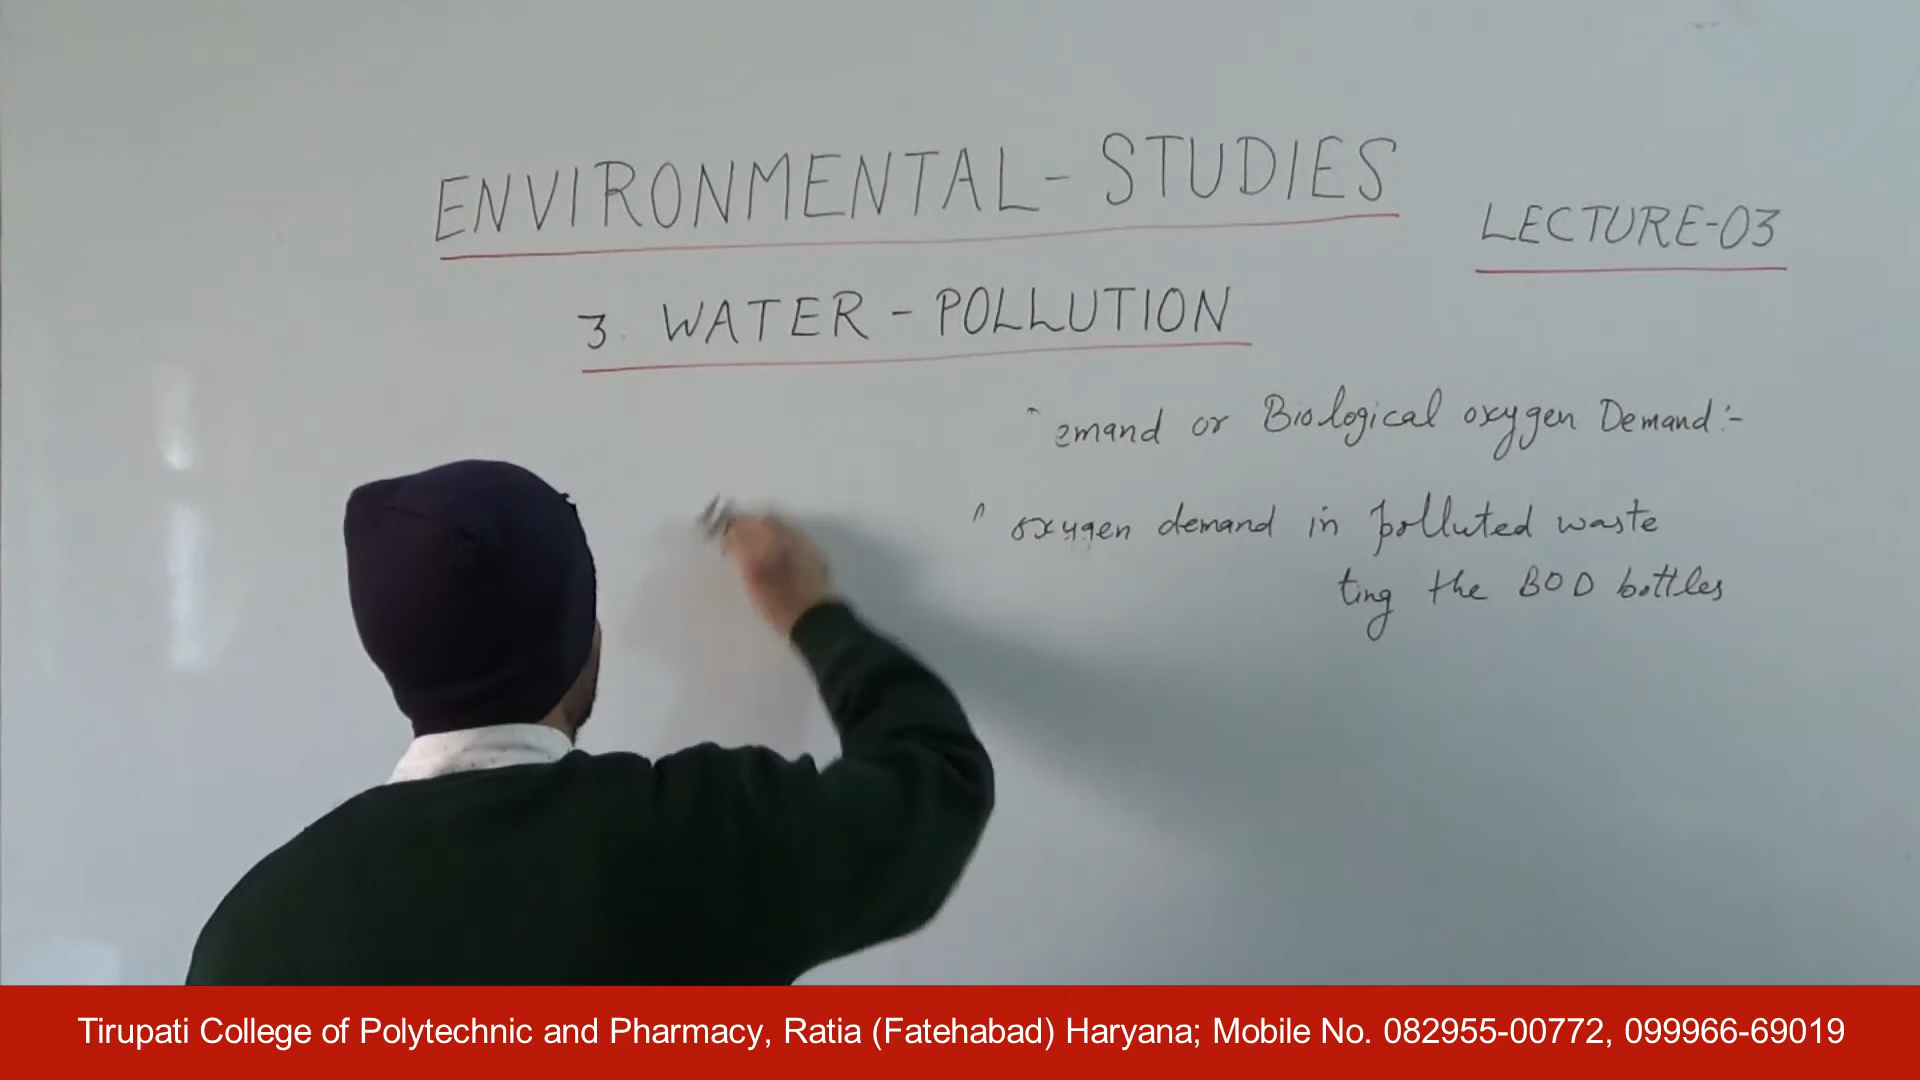 ENVIRONMENTAL - STUDIES
LECTURE-03
3. WATER - POLLUTION
emand or Biological oxygen Demand :-
oxygen demand in polluted waste
ting the BOD bottles
Tirupati College of Polytechnic and Pharmacy, Ratia (Fatehabad) Haryana; Mobile No. 082955-00772, 099966-69019